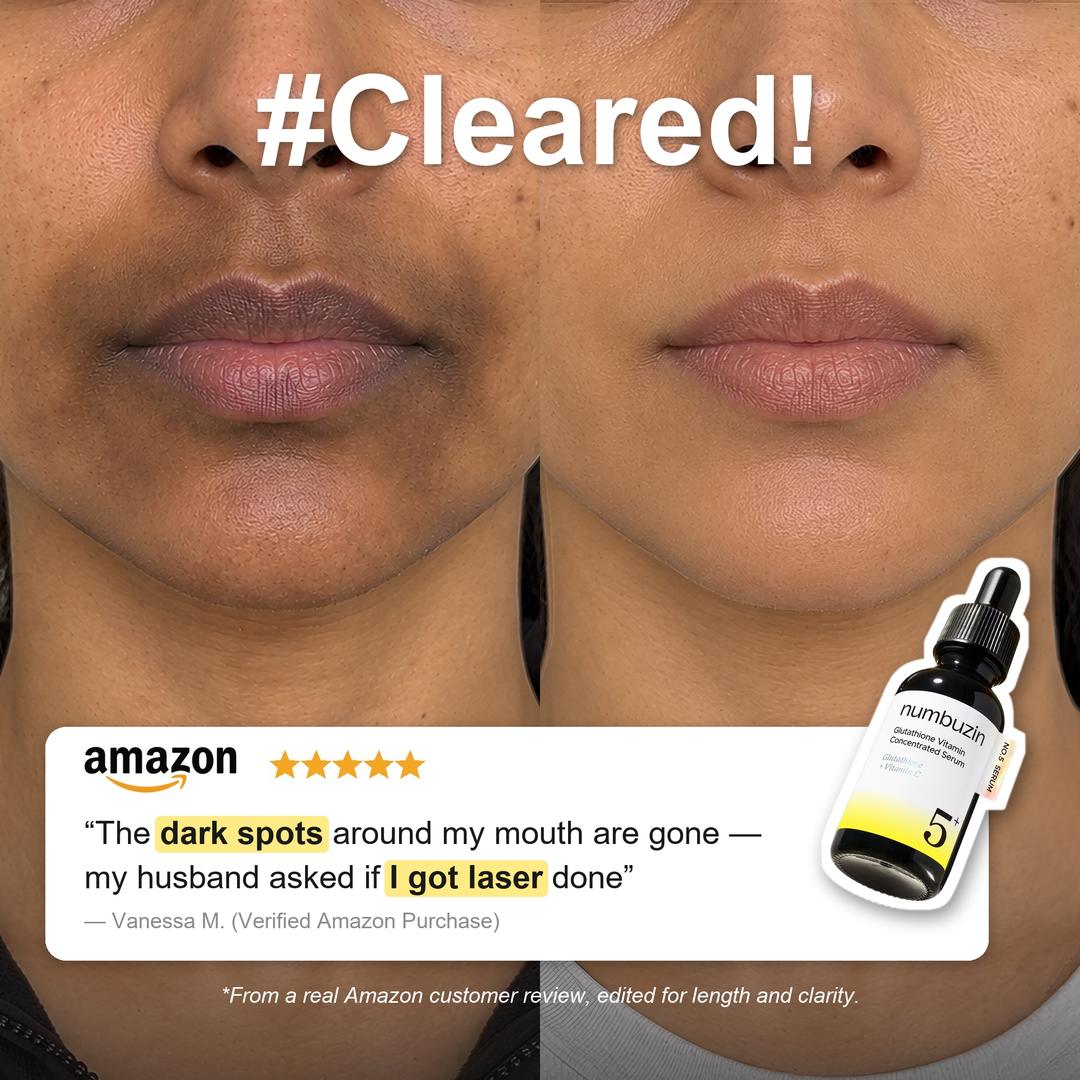 #Cleared!
amazon
“The dark spots around my mouth are gone —
my husband asked if I got laser done”
— Vanessa M. (Verified Amazon Purchase)
*From a real Amazon customer review, edited for length and clarity.
numbuzin
Glutathione Vitamin
Concentrated Serum
Glutathione
+Vitamin C
5+
NO.5 SERUM